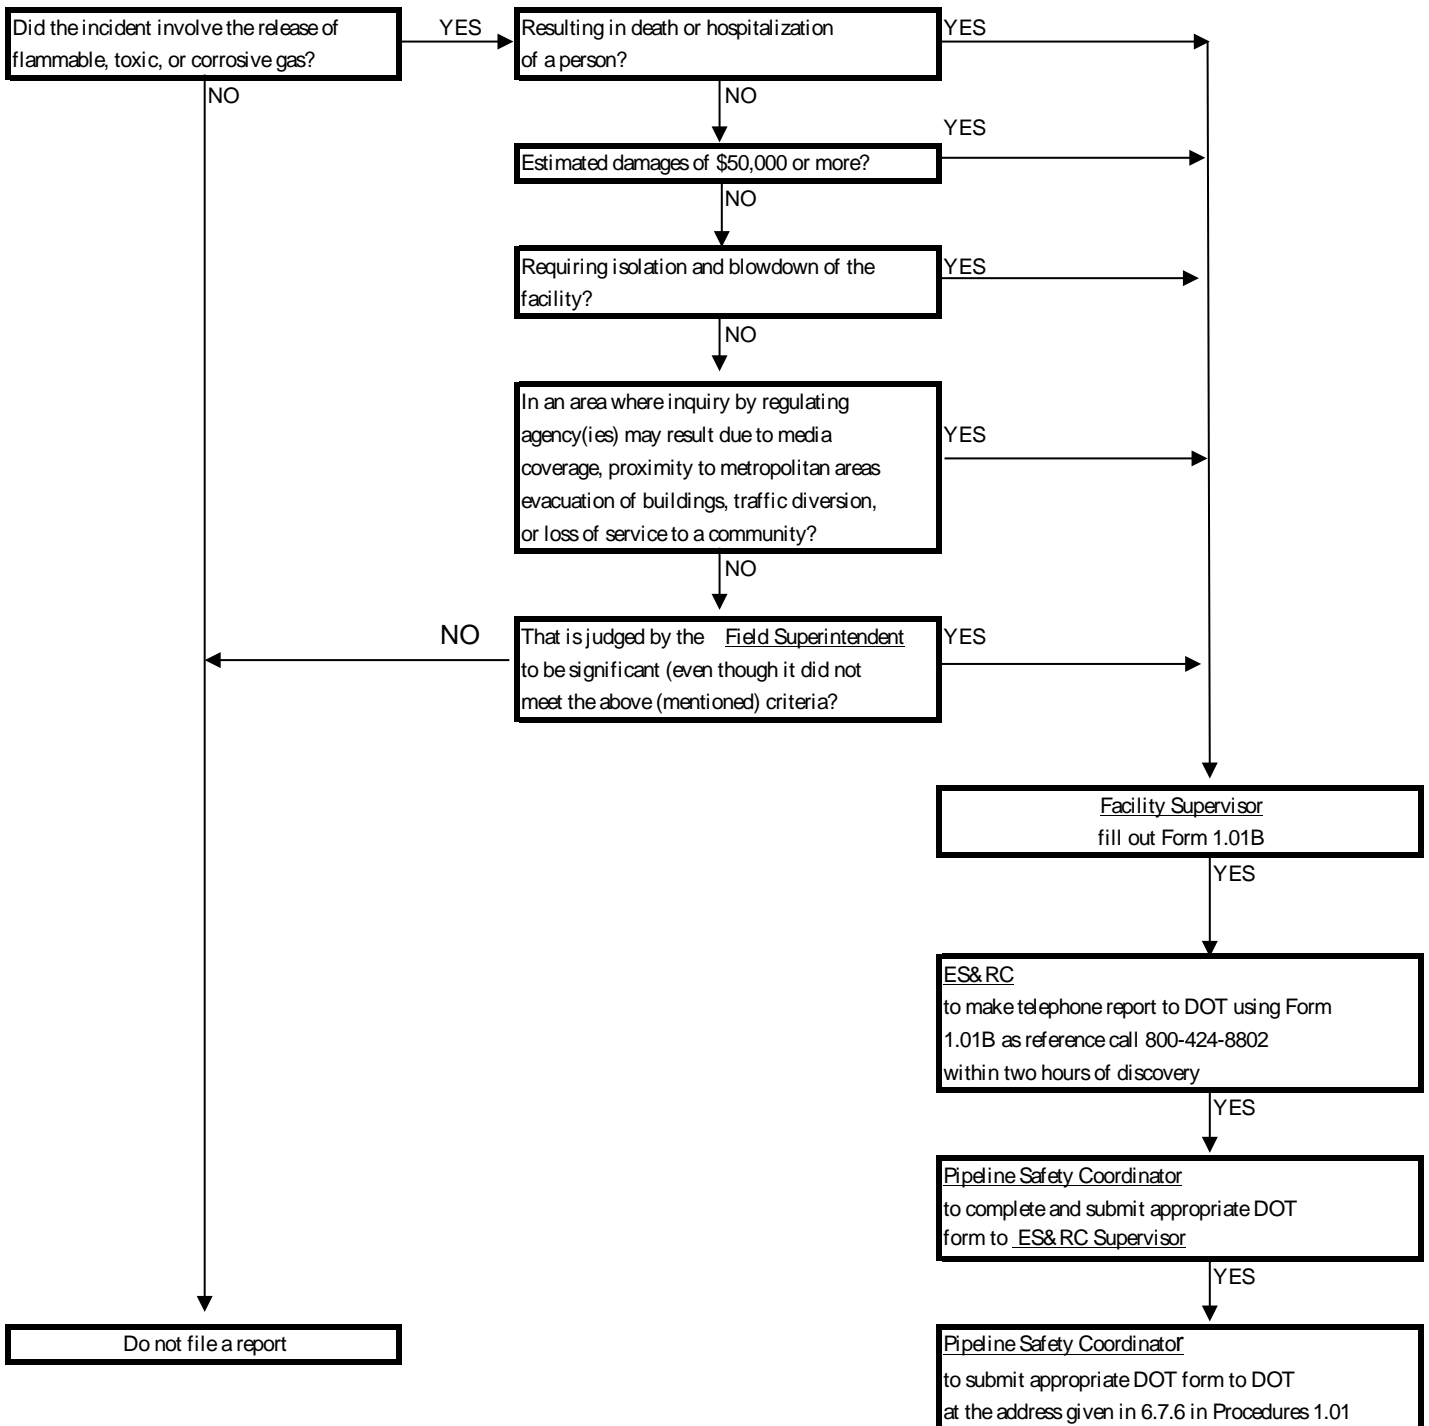 Did the incident involve the release of
flammable, toxic, or corrosive gas?
YES
Resulting in death or hospitalization
of a person?
YES
NO
NO
YES
Estimated damages of $50,000 or more?
NO
Requiring isolation and blowdown of the
facility?
YES
NO
In an area where inquiry by regulating
agency(ies) may result due to media
coverage, proximity to metropolitan areas
evacuation of buildings, traffic diversion,
or loss of service to a community?
YES
NO
NO
That is judged by the Field Superintendent
to be significant (even though it did not
meet the above (mentioned) criteria?
YES
Facility Supervisor
fill out Form 1.01B
YES
ES&RC
to make telephone report to DOT using Form
1.01B as reference call 800-424-8802
within two hours of discovery
YES
Pipeline Safety Coordinator
to complete and submit appropriate DOT
form to ES&RC Supervisor
YES
Do not file a report
Pipeline Safety Coordinator
to submit appropriate DOT form to DOT
at the address given in 6.7.6 in Procedures 1.01